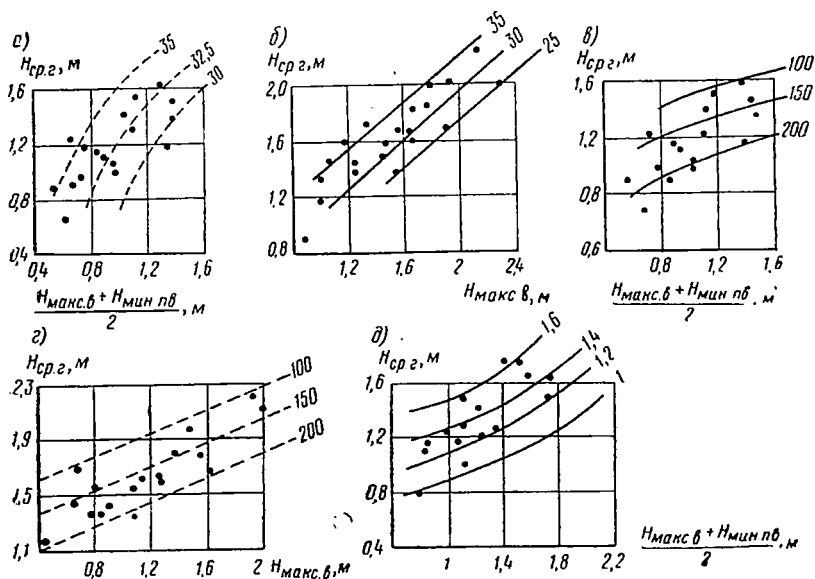 а)
Hср.г, м
1,6
1,2
0,8
0,4
0,4 0,8 1,2 1,6
35
32,5
30
Hмакс.в + Hмин пв
2 , м
б)
Hср г, м
2,4
2,0
1,6
1,2
0,8
1,2 1,6 2 2,4
35
30
25
Hмакс в, м
в)
Hср г, м
1,6
1,2
0,8
0,6
0,8 1,2 1,6
100
150
200
Hмакс.в + Hмин пв
2 . м
г)
Hср.г, м
2,3
1,9
1,5
1,1
0,8 1,2 1,6 2
100
150
200
Hмакс.в, м
д)
Hср.г, м
1,6
1,2
0,8
0,4
1 1,4 1,8 2,2
1,6
1,4
1,2
1
Hмакс в + Hмин пв
2 , м